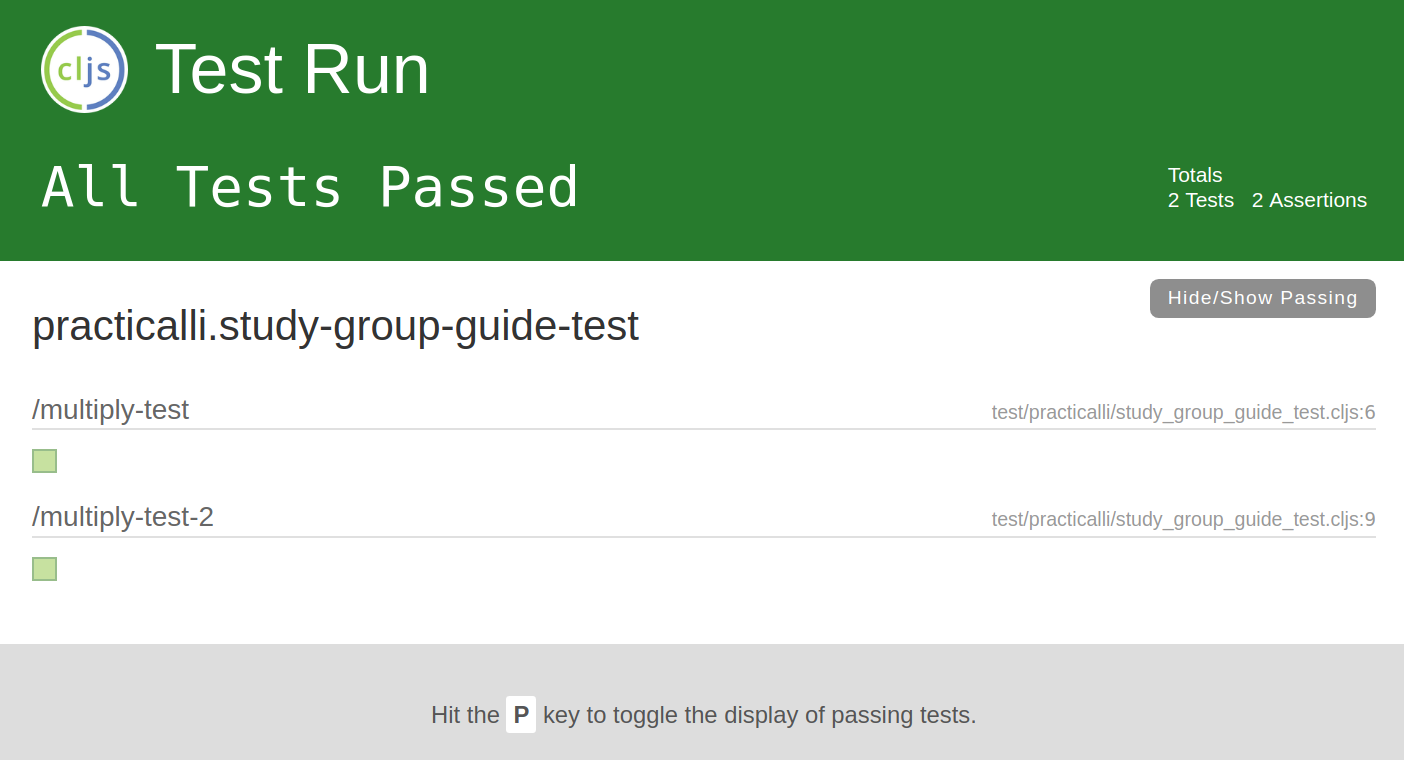 cljs Test Run
All Tests Passed
Totals
2 Tests 2 Assertions
Hide/Show Passing
practicalli.study-group-guide-test
/multiply-test test/practicalli/study_group_guide_test.cljs:6
/multiply-test-2 test/practicalli/study_group_guide_test.cljs:9
Hit the P key to toggle the display of passing tests.